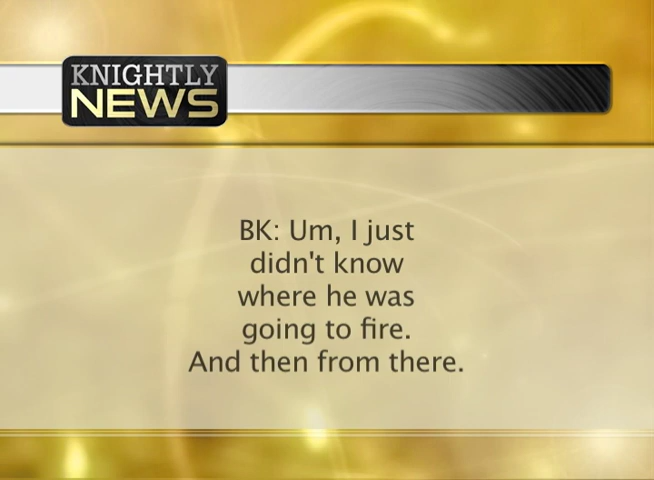 KNIGHTLY
NEWS
BK: Um, I just
didn't know
where he was
going to fire.
And then from there.